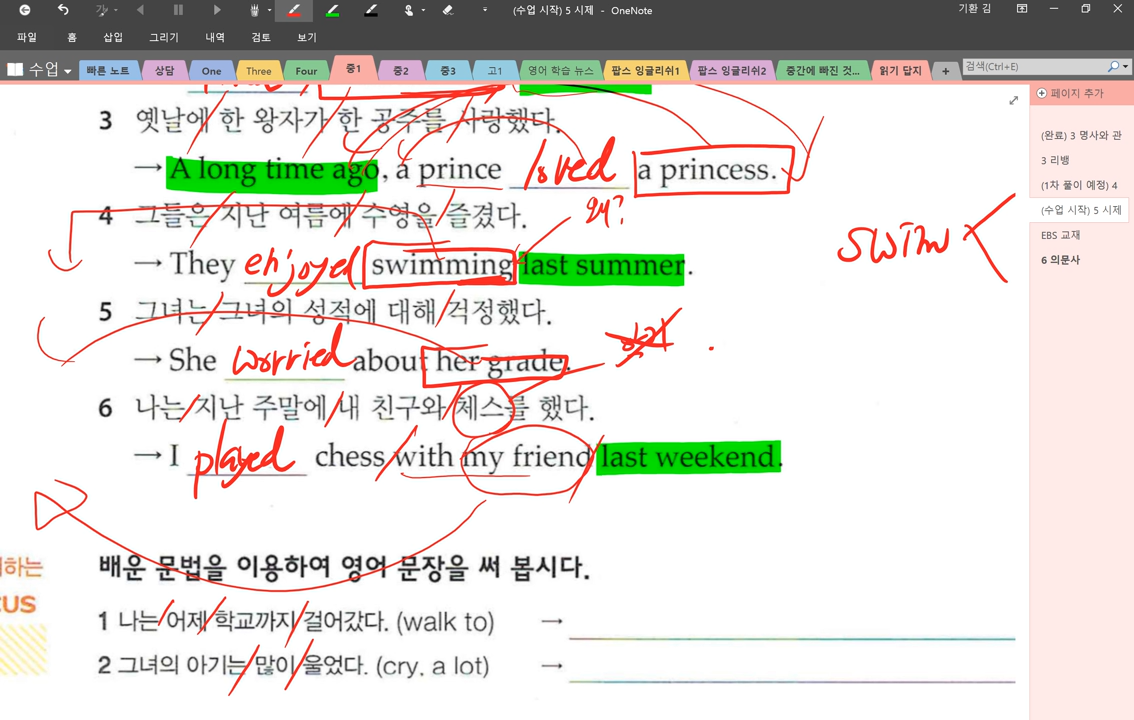 (수업 시작) 5 시제 - OneNote
기환 김
파일 홈 삽입 그리기 내역 검토 보기
수업 빠른 노트 상담 One Three Four 중1 중2 중3 고1 영어 학습 뉴스 팝스 잉글리쉬1 팝스 잉글리쉬2 중간에 빠진 것... 읽기 답지 + 검색(Ctrl+E)
페이지 추가
(완료) 3 명사와 관
3 리뱅
(1차 풀이 예정) 4
(수업 시작) 5 시제
EBS 교재
6 의문사
3 옛날에 한 왕자가 한 공주를 사랑했다.
→ A long time ago, a prince loved a princess.
4 그들은 지난 여름에 수영을 즐겼다.
→ They enjoyed swimming last summer.
swim
5 그녀는 그녀의 성적에 대해 걱정했다.
→ She worried about her grade.
6 나는 지난 주말에 내 친구와 체스를 했다.
→ I played chess with my friend last weekend.
하는
CUS
배운 문법을 이용하여 영어 문장을 써 봅시다.
1 나는 어제 학교까지 걸어갔다. (walk to) →
2 그녀의 아기는 많이 울었다. (cry, a lot) →